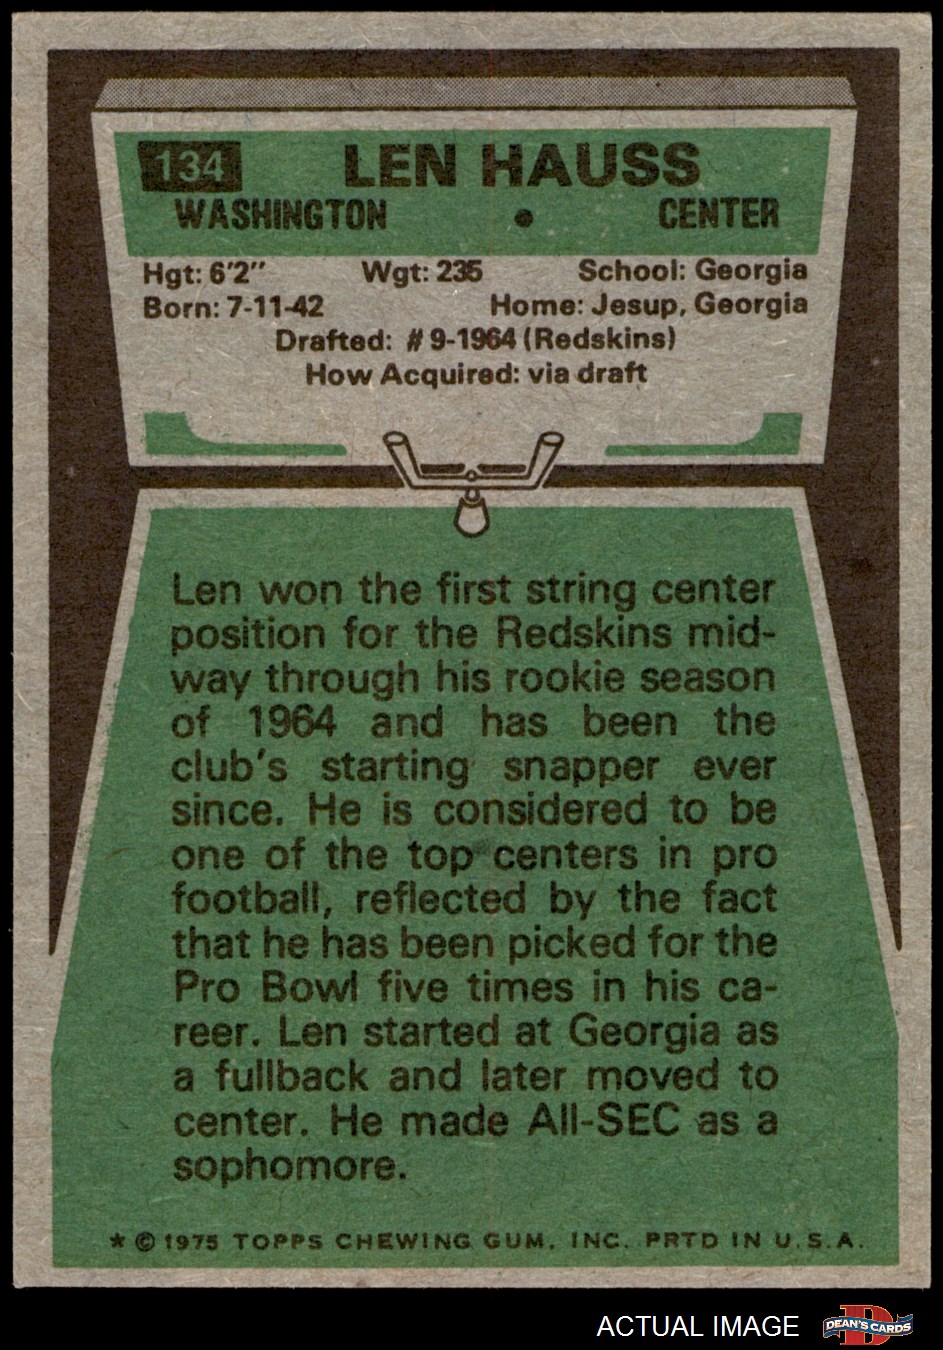 134 LEN HAUSS
WASHINGTON • CENTER
Hgt: 6'2" Wgt: 235 School: Georgia
Born: 7-11-42 Home: Jesup, Georgia
Drafted: #9-1964 (Redskins)
How Acquired: via draft
Len won the first string center
position for the Redskins mid-
way through his rookie season
of 1964 and has been the
club's starting snapper ever
since. He is considered to be
one of the top centers in pro
football, reflected by the fact
that he has been picked for the
Pro Bowl five times in his ca-
reer. Len started at Georgia as
a fullback and later moved to
center. He made All-SEC as a
sophomore.
* © 1975 TOPPS CHEWING GUM, INC. PRTD IN U.S.A.
ACTUAL IMAGE D DEAN'S CARDS